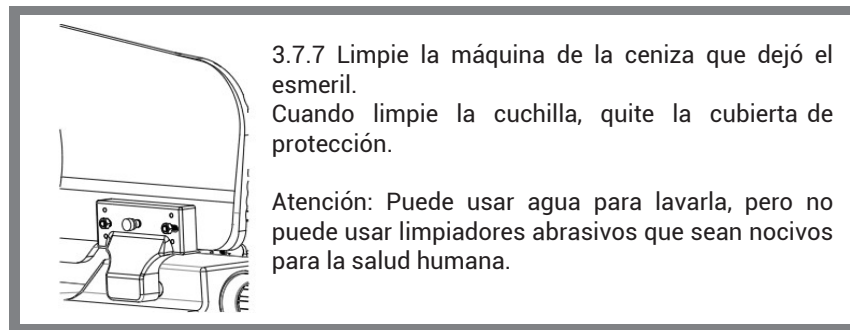 3.7.7 Limpie la máquina de la ceniza que dejó el
esmeril.
Cuando limpie la cuchilla, quite la cubierta de
protección.
Atención: Puede usar agua para lavarla, pero no
puede usar limpiadores abrasivos que sean nocivos
para la salud humana.